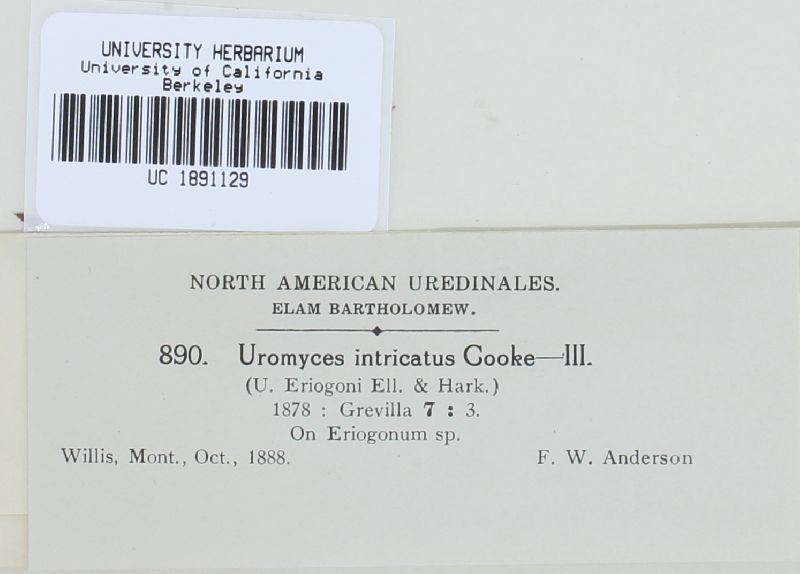 UNIVERSITY HERBARIUM
University of California
Berkeley
UC 1891129
NORTH AMERICAN UREDINALES.
ELAM BARTHOLOMEW.
890. Uromyces intricatus Cooke—III.
(U. Eriogoni Ell. & Hark.)
1878 : Grevilla 7 : 3.
On Eriogonum sp.
Willis, Mont., Oct., 1888. F. W. Anderson